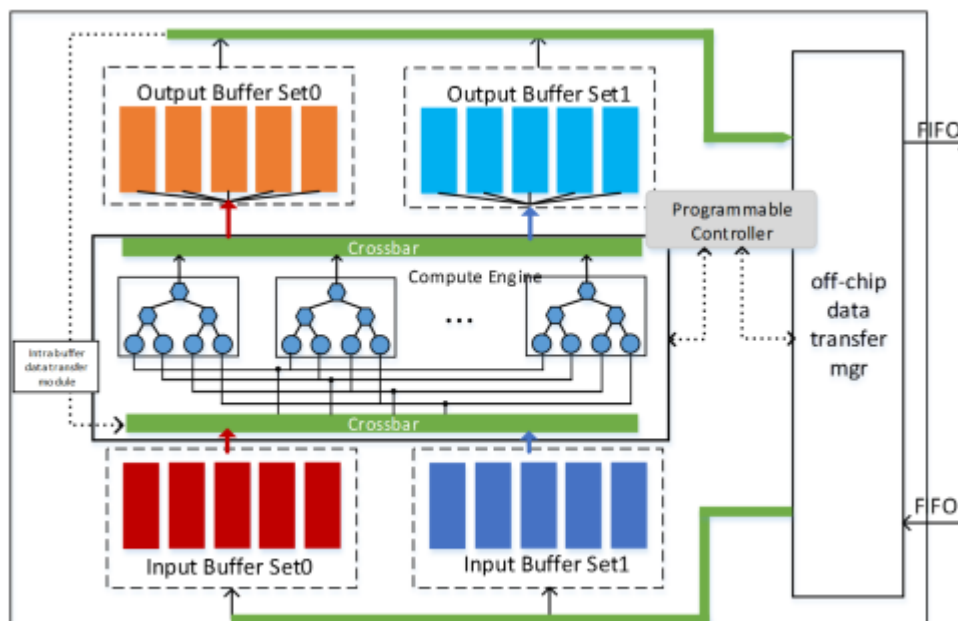 Output Buffer Set0
Output Buffer Set1
FIFO
Programmable
Controller
Crossbar
Compute Engine
...
off-chip
data
transfer
mgr
Intra buffer
data transfer
module
Crossbar
FIFO
Input Buffer Set0
Input Buffer Set1